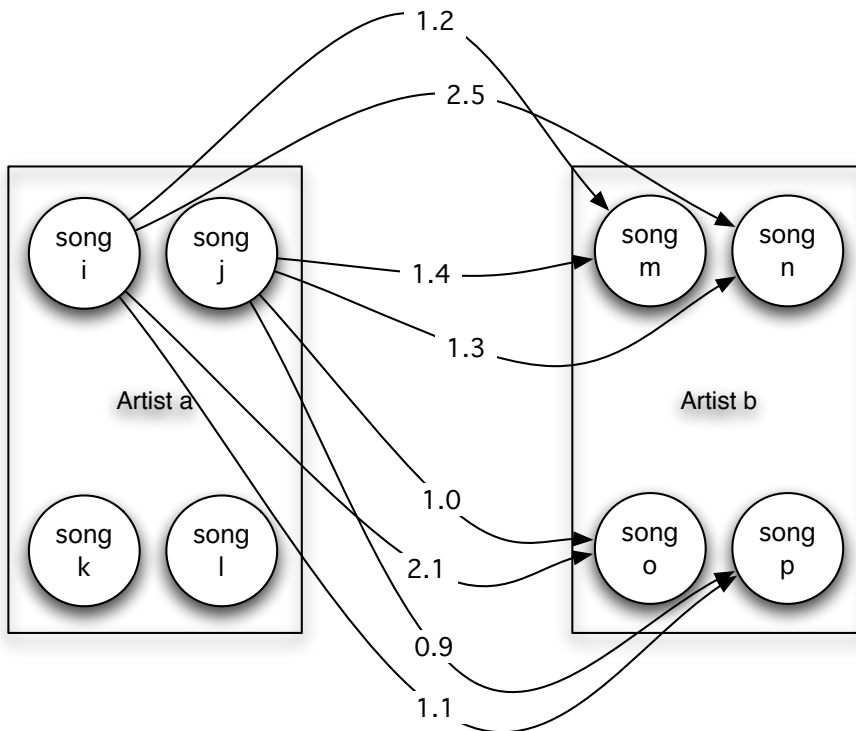 1.2
2.5
song
i
song
j
song
m
song
n
1.4
1.3
Artist a
Artist b
1.0
song
k
song
l
song
o
song
p
2.1
0.9
1.1